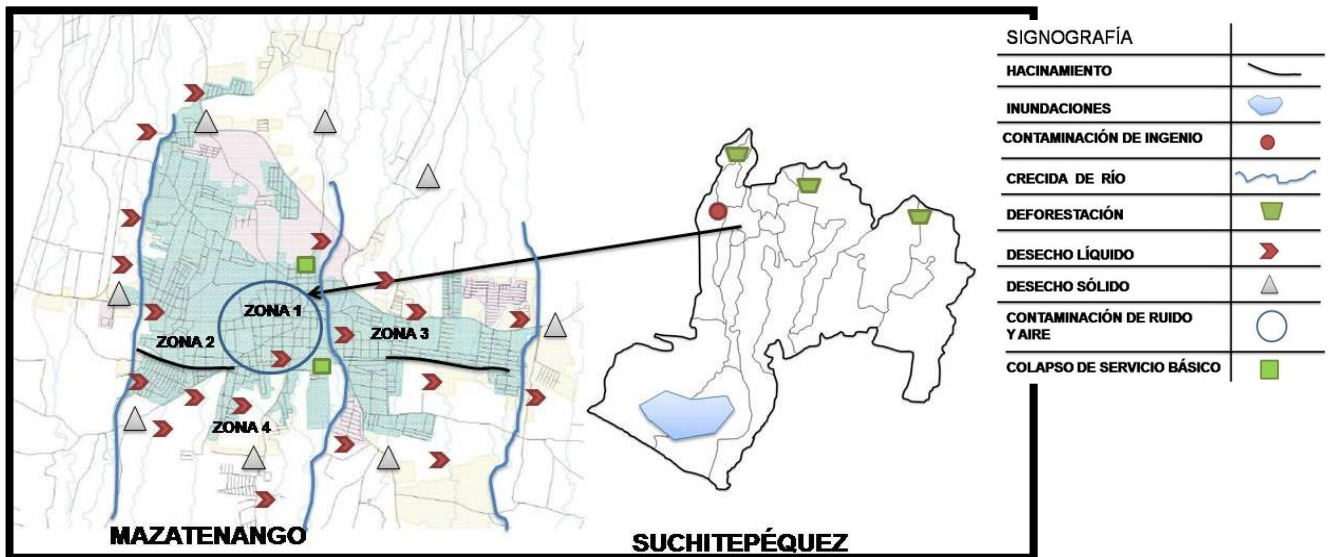 ZONA 1
ZONA 2
ZONA 3
ZONA 4
MAZATENANGO
SUCHITEPÉQUEZ
SIGNOGRAFÍA
HACINAMIENTO
INUNDACIONES
CONTAMINACIÓN DE INGENIO
CRECIDA DE RÍO
DEFORESTACIÓN
DESECHO LÍQUIDO
DESECHO SÓLIDO
CONTAMINACIÓN DE RUIDO
Y AIRE
COLAPSO DE SERVICIO BÁSICO